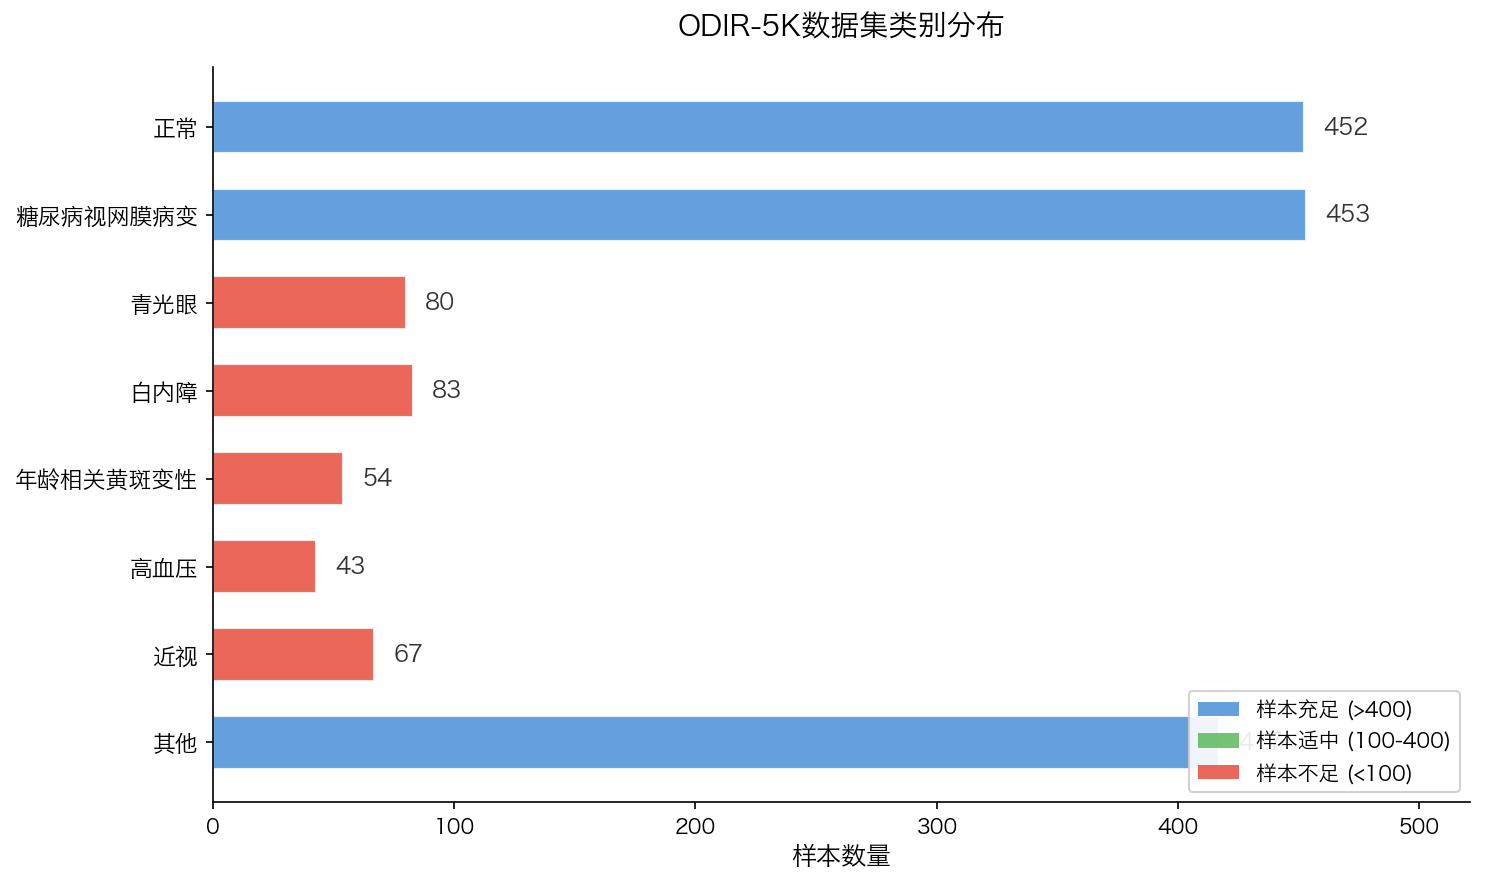 ODIR-5K数据集类别分布
正常
452
糖尿病视网膜病变
453
青光眼
80
白内障
83
年龄相关黄斑变性
54
高血压
43
近视
67
其他
样本充足 (>400)
样本适中 (100-400)
样本不足 (<100)
0 100 200 300 400 500
样本数量